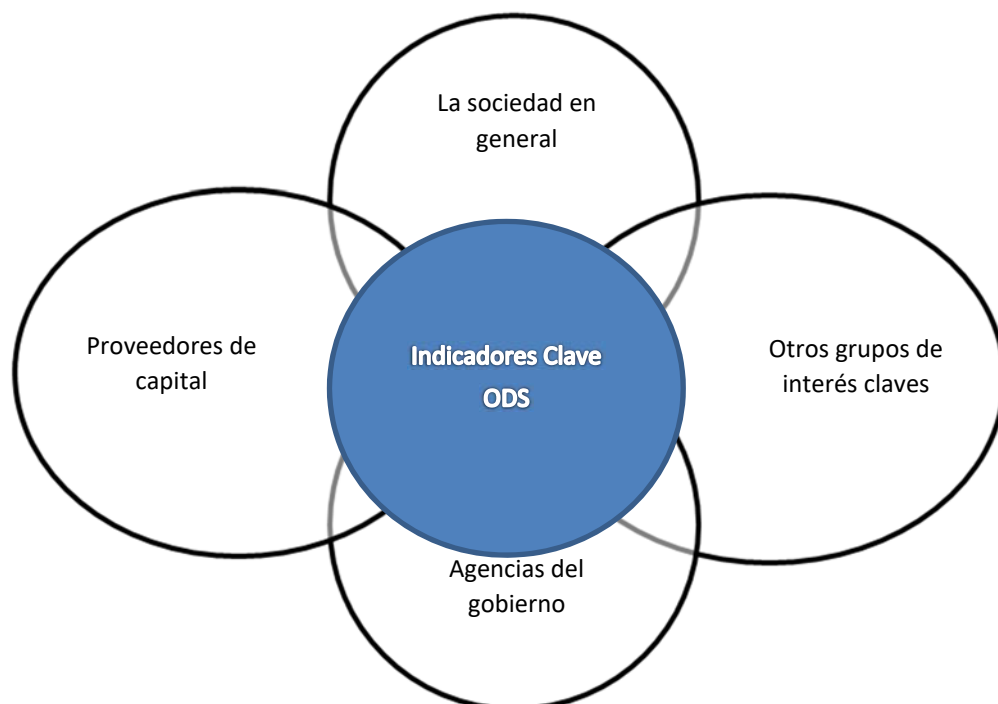 La sociedad en
general
Proveedores de
capital
Indicadores Clave
ODS
Otros grupos de
interés claves
Agencias del
gobierno